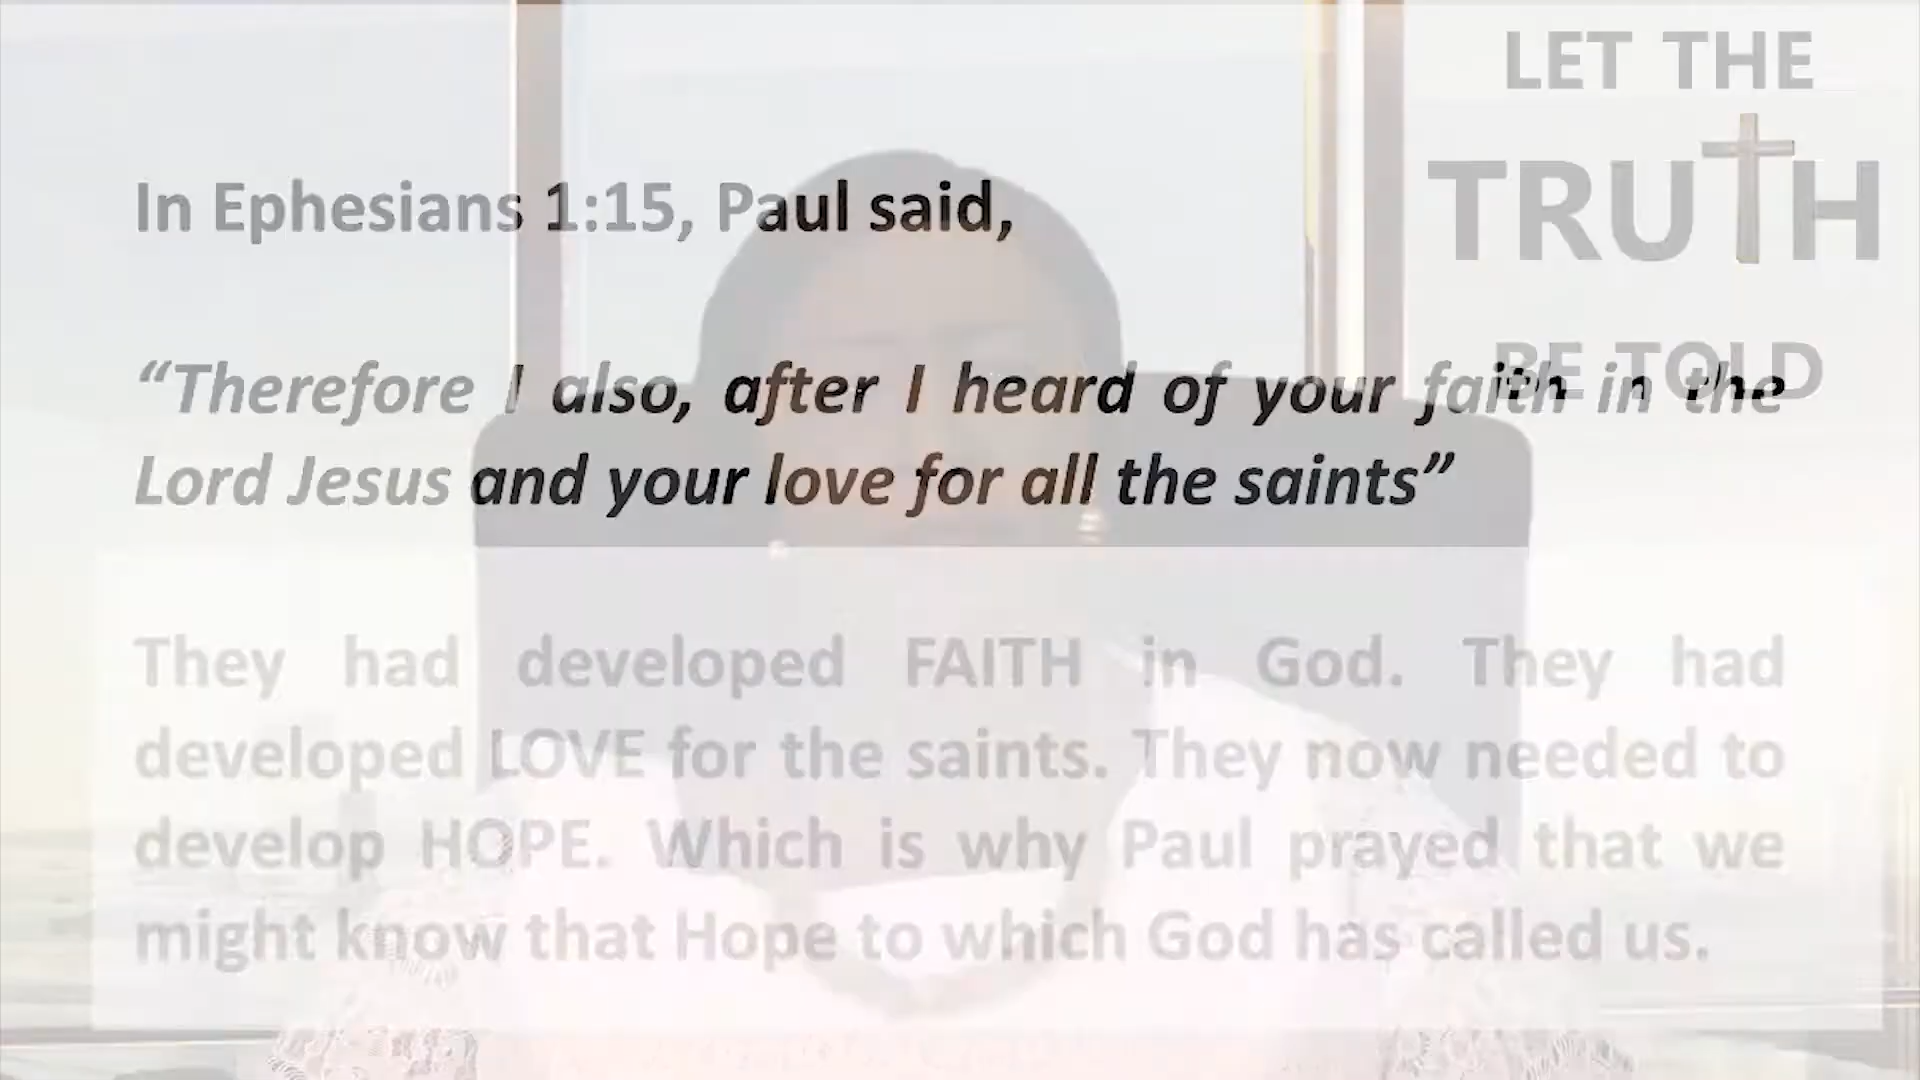 LET THE
TRUTH
BE TOLD
In Ephesians 1:15, Paul said,
“Therefore I also, after I heard of your faith in the
Lord Jesus and your love for all the saints”
They had developed FAITH in God. They had
developed LOVE for the saints. They now needed to
develop HOPE. Which is why Paul prayed that we
might know that Hope to which God has called us.